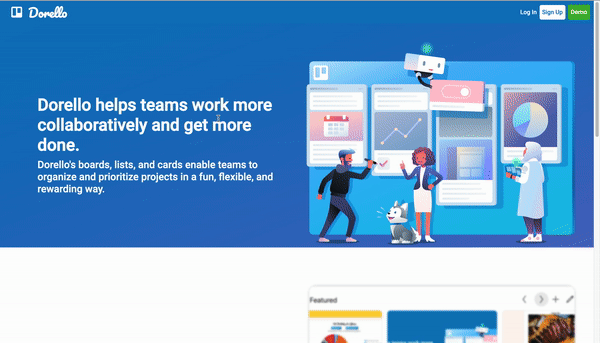 Dorello
Log In
Sign Up
Demo
Dorello helps teams work more
collaboratively and get more
done.
Dorello's boards, lists, and cards enable teams to
organize and prioritize projects in a fun, flexible, and
rewarding way.
Featured